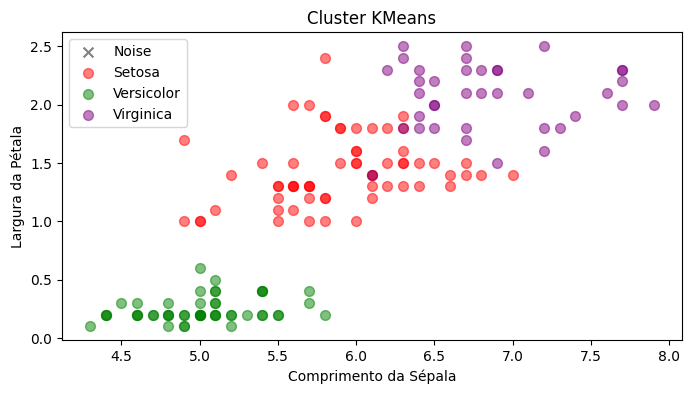 Cluster KMeans
Noise
Setosa
Versicolor
Virginica
Largura da Pétala
2.5
2.0
1.5
1.0
0.5
0.0
4.5 5.0 5.5 6.0 6.5 7.0 7.5 8.0
Comprimento da Sépala